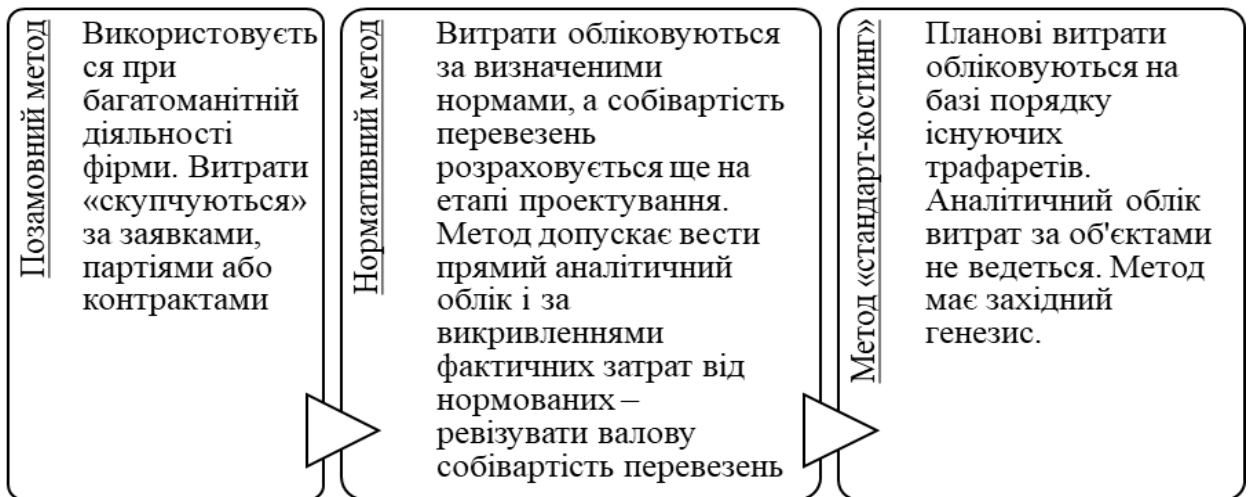 Позамовний метод
Використовуєть
ся при
багатоманітній
діяльності
фірми. Витрати
«скупчуються»
за заявками,
партіями або
контрактами
Нормативний метод
Витрати обліковуються
за визначеними
нормами, а собівартість
перевезень
розраховується ще на
етапі проектування.
Метод допускає вести
прямий аналітичний
облік і за
викривленнями
фактичних затрат від
нормованих –
ревізувати валову
собівартість перевезень
Метод «стандарт-костинг»
Планові витрати
обліковуються на
базі порядку
існуючих
трафаретів.
Аналітичний облік
витрат за об'єктами
не ведеться. Метод
має західний
генезис.